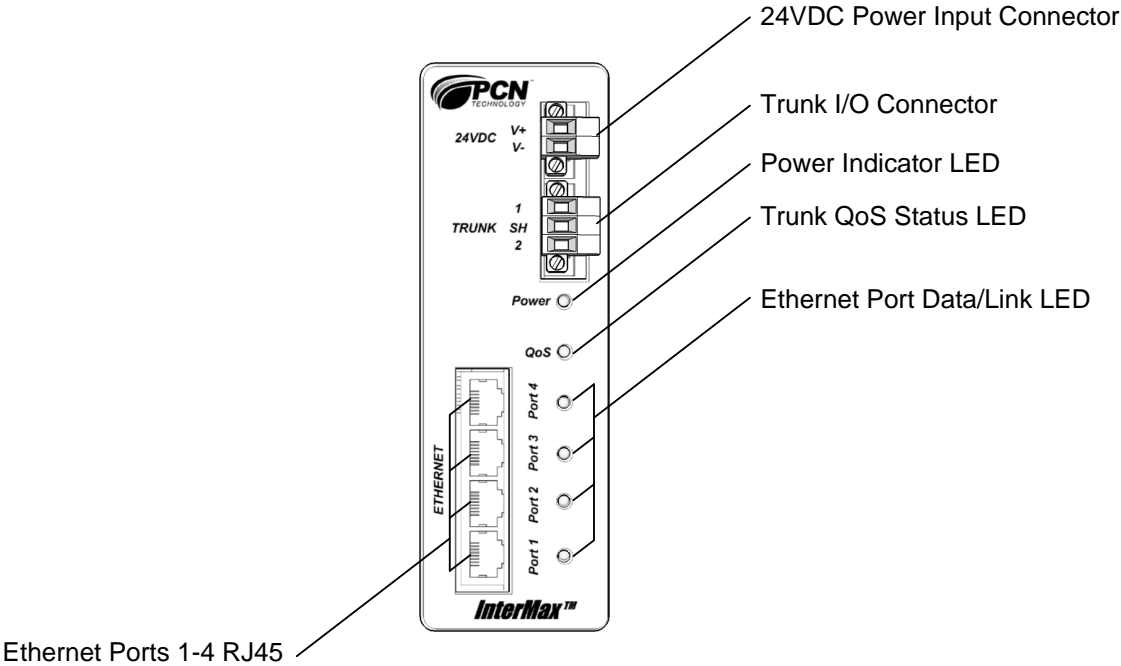 24VDC Power Input Connector
PCN™
TECHNOLOGY
Trunk I/O Connector
24VDC V+
V-
Power Indicator LED
1
TRUNK SH
2
Trunk QoS Status LED
Power
Ethernet Port Data/Link LED
QoS
Port 4
Port 3
ETHERNET
Port 2
Port 1
InterMax™
Ethernet Ports 1-4 RJ45